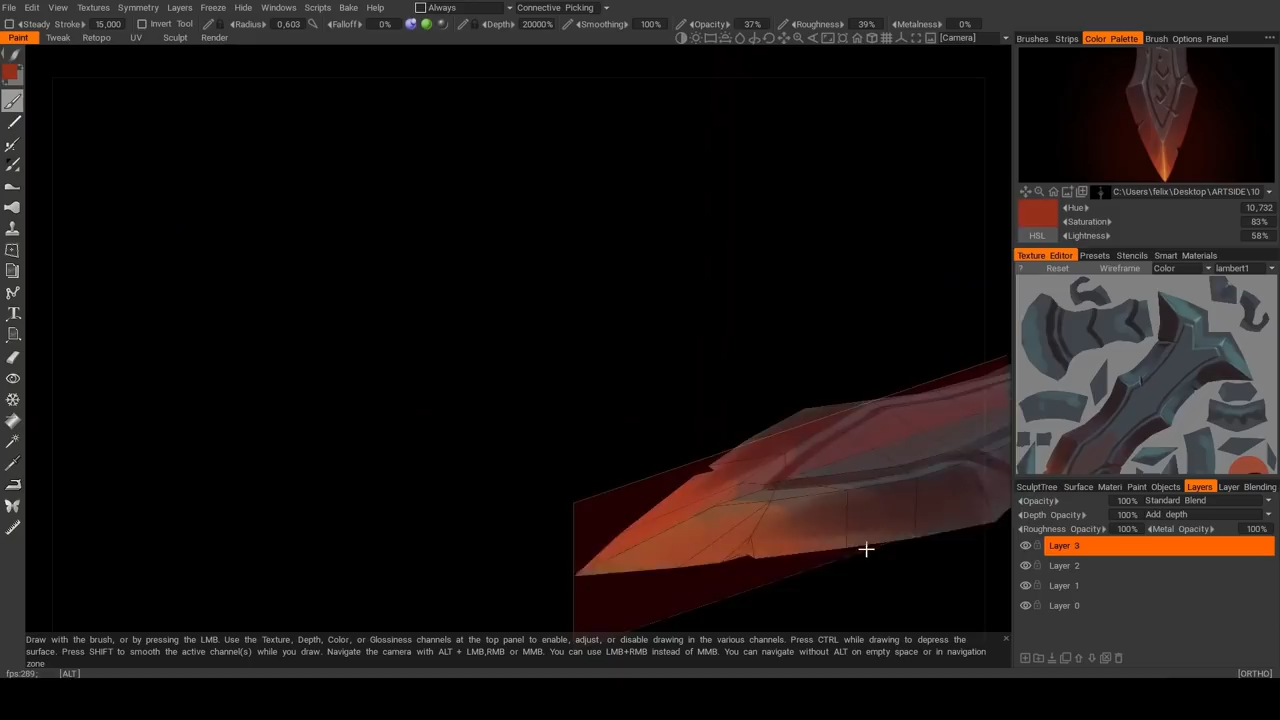 File Edit View Textures Symmetry Layers Freeze Hide Windows Scripts Bake Help Always Connective Picking
Steady Stroke 15,000 Invert Tool Radius 0,603 Falloff 0% Depth 20000% Smoothing 100% Opacity 37% Roughness 39% Metalness 0%
Paint Tweak Retopo UV Sculpt Render [Camera]
Brushes Strips Color Palette Brush Options Panel
C:\Users\felix\Desktop\ARTSIDE\10
Hue 10,732
Saturation 83%
HSL Lightness 58%
Texture Editor Presets Stencils Smart Materials
? Reset Wireframe Color lambert1
SculptTree Surface Materi Paint Objects Layers Layer Blending
Opacity 100% Standard Blend
Depth Opacity 100% Add depth
Roughness Opacity 100% Metal Opacity 100%
Layer 3
Layer 2
Layer 1
Layer 0
Draw with the brush, or by pressing the LMB. Use the Texture, Depth, Color, or Glossiness channels at the top panel to enable, adjust, or disable drawing in the various channels. Press CTRL while drawing to depress the
surface. Press SHIFT to smooth the active channel(s) while you draw. Navigate the camera with ALT + LMB,RMB or MMB. You can use LMB+RMB instead of MMB. You can navigate without ALT on empty space or in navigation
zone
fps:289; [ALT] [ORTHO]